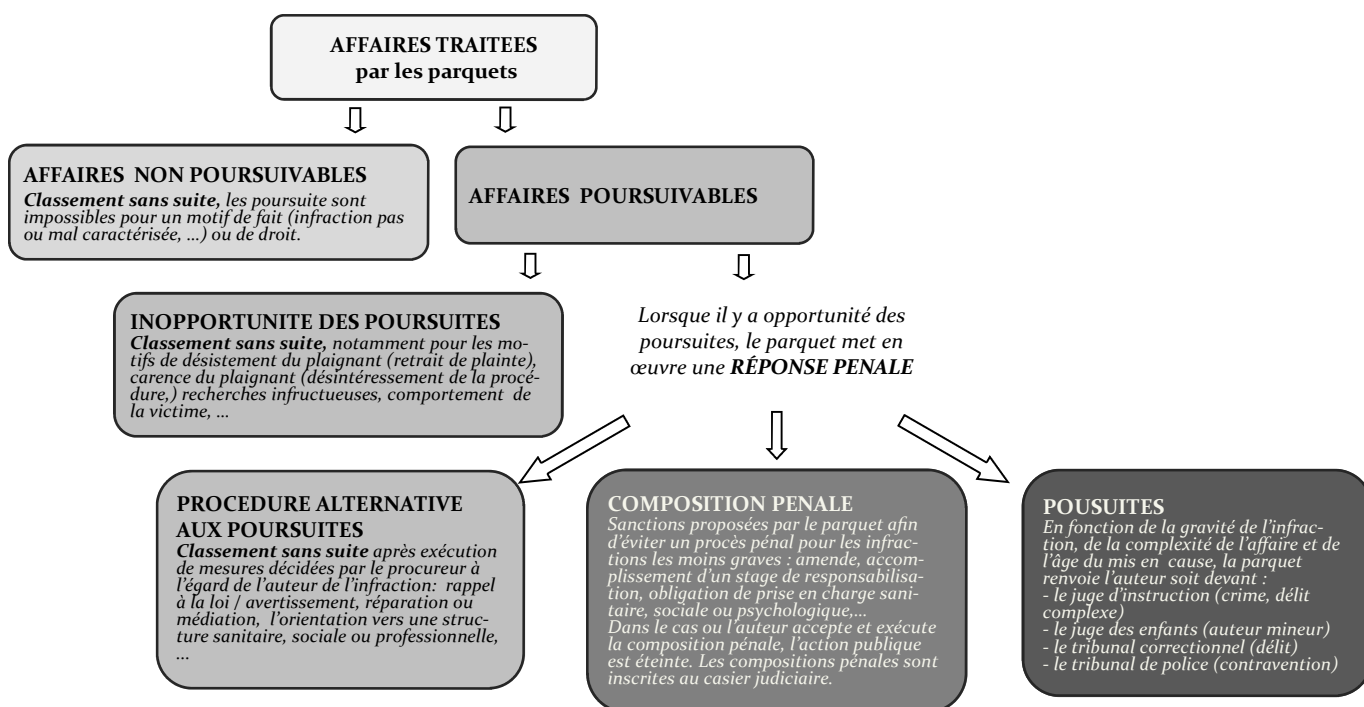 AFFAIRES TRAITEES
par les parquets
AFFAIRES NON POURSUIVABLES
Classement sans suite, les poursuite sont
impossibles pour un motif de fait (infraction pas
ou mal caractérisée, ...) ou de droit.
AFFAIRES POURSUIVABLES
INOPPORTUNITE DES POURSUITES
Classement sans suite, notamment pour les mo-
tifs de désistement du plaignant (retrait de plainte),
carence du plaignant (désintéressement de la procé-
dure,) recherches infructueuses, comportement de
la victime, ...
Lorsque il y a opportunité des
poursuites, le parquet met en
œuvre une RÉPONSE PENALE
PROCEDURE ALTERNATIVE
AUX POURSUITES
Classement sans suite après exécution
de mesures décidées par le procureur à
l'égard de l'auteur de l'infraction: rappel
à la loi / avertissement, réparation ou
médiation, l'orientation vers une struc-
ture sanitaire, sociale ou professionnelle,
...
COMPOSITION PENALE
Sanctions proposées par le parquet afin
d'éviter un procès pénal pour les infrac-
tions les moins graves : amende, accom-
plissement d'un stage de responsabilisa-
tion, obligation de prise en charge sani-
taire, sociale ou psychologique,...
Dans le cas ou l'auteur accepte et exécute
la composition pénale, l'action publique
est éteinte. Les compositions pénales sont
inscrites au casier judiciaire.
POUSUITES
En fonction de la gravité de l'infrac-
tion, de la complexité de l'affaire et de
l'âge du mis en cause, la parquet
renvoie l'auteur soit devant :
- le juge d'instruction (crime, délit
complexe)
- le juge des enfants (auteur mineur)
- le tribunal correctionnel (délit)
- le tribunal de police (contravention)